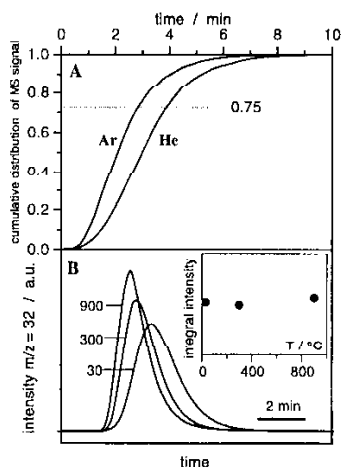 time / min
0 2 4 6 8 10
cumulative dstribution of MS signal
1.0
0.8
0.6
0.4
0.2
0.0
A
0.75
Ar
He
B
intensity m/z = 32 / a.u.
900
300
30
inegral intensity
0 400 800
T / °C
2 min
time